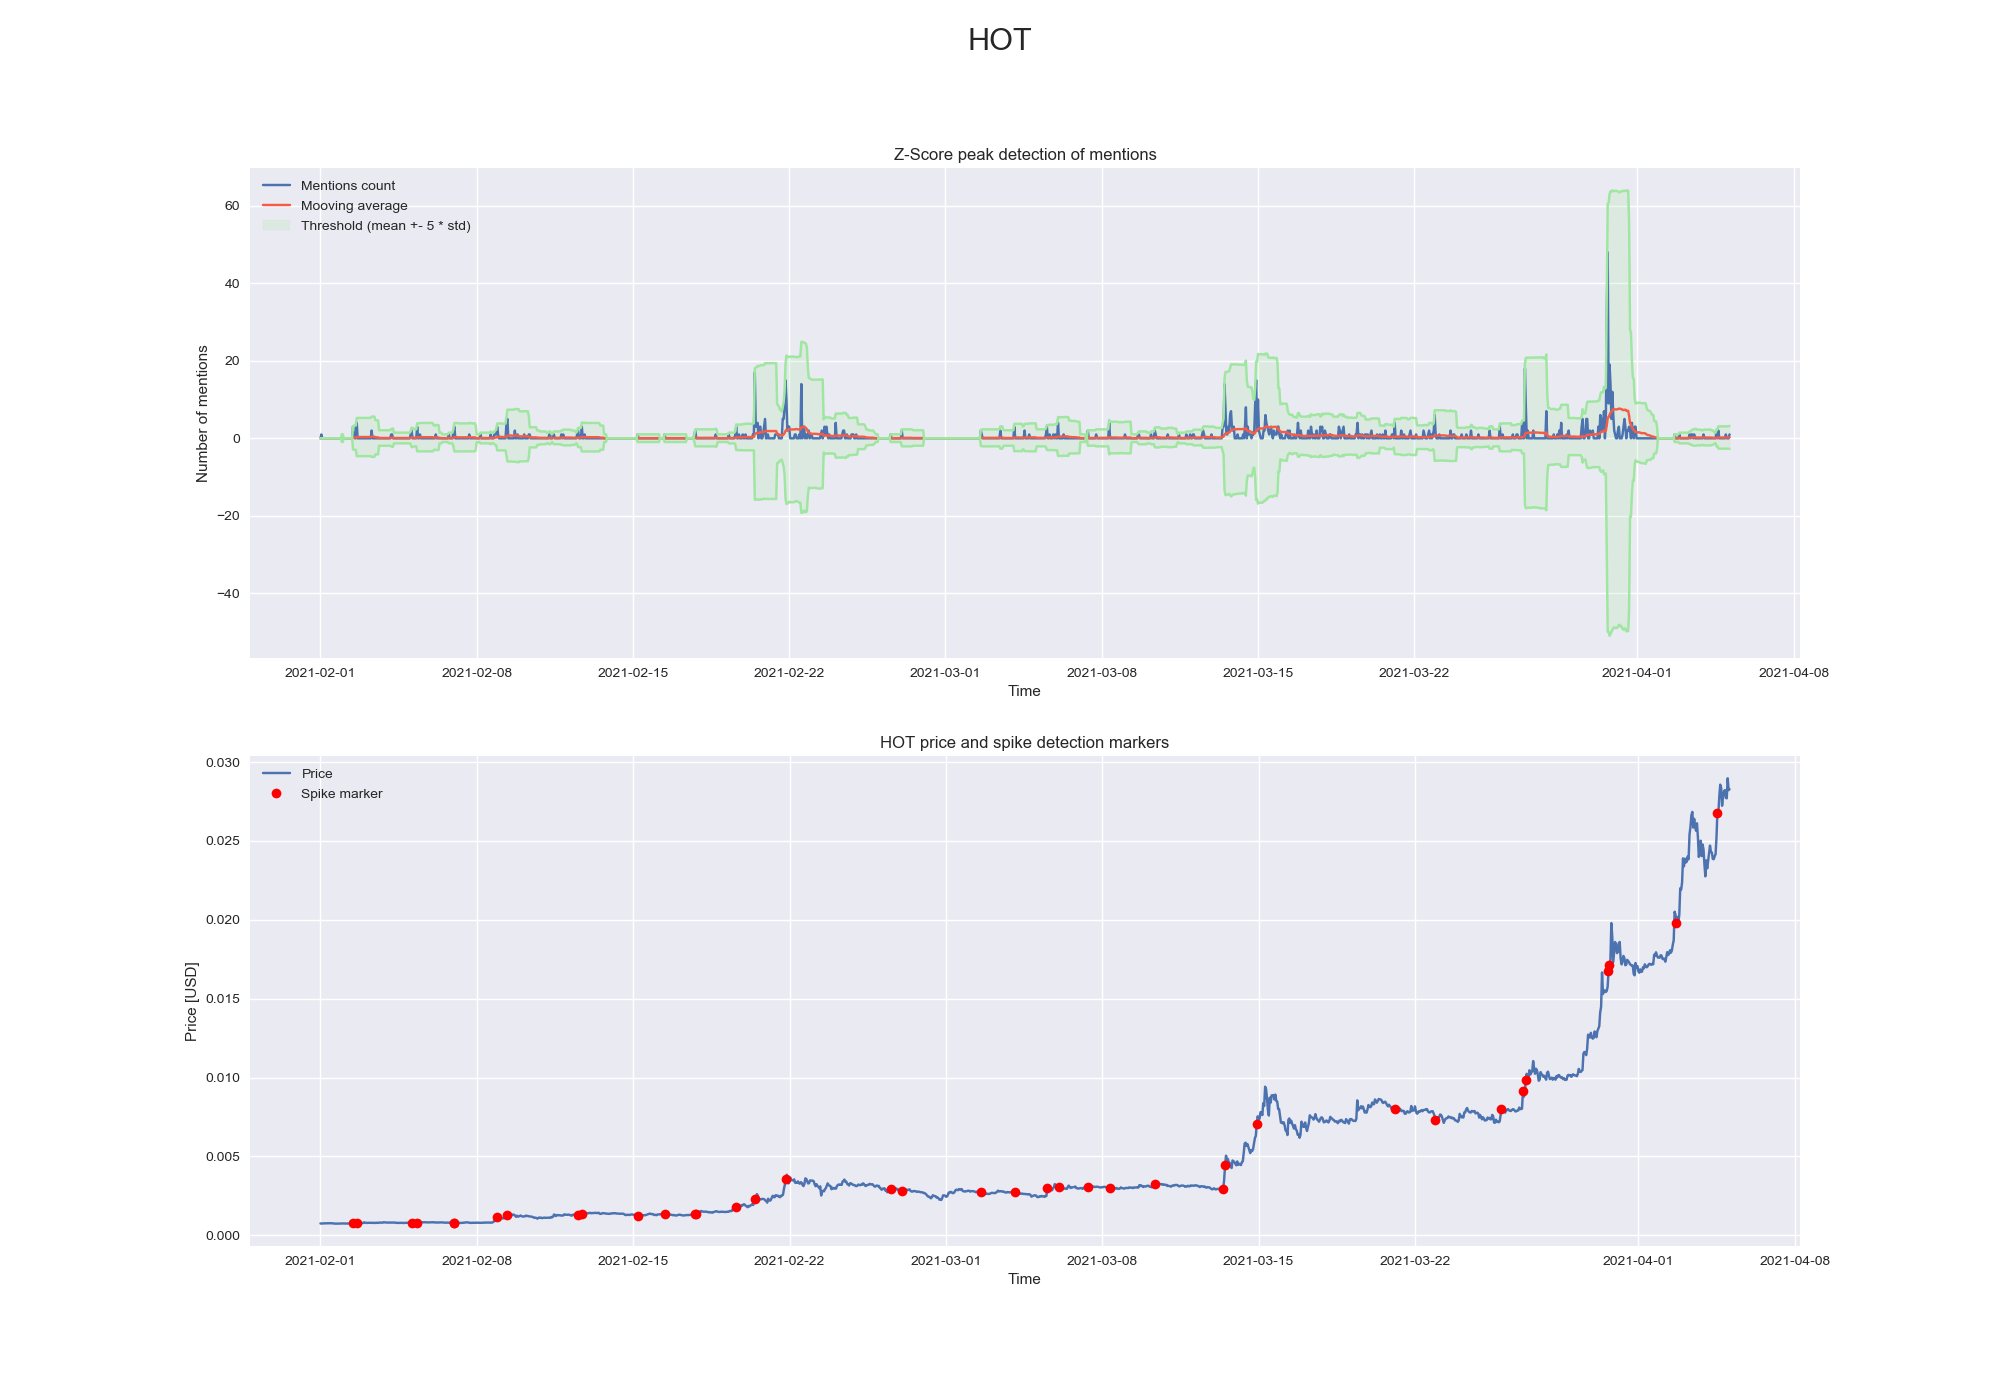 HOT
Z-Score peak detection of mentions
Mentions count
Mooving average
Threshold (mean +- 5 * std)
Number of mentions
60
40
20
0
−20
−40
2021-02-01 2021-02-08 2021-02-15 2021-02-22 2021-03-01 2021-03-08 2021-03-15 2021-03-22 2021-04-01 2021-04-08
Time
HOT price and spike detection markers
Price
Spike marker
Price [USD]
0.030
0.025
0.020
0.015
0.010
0.005
0.000
2021-02-01 2021-02-08 2021-02-15 2021-02-22 2021-03-01 2021-03-08 2021-03-15 2021-03-22 2021-04-01 2021-04-08
Time